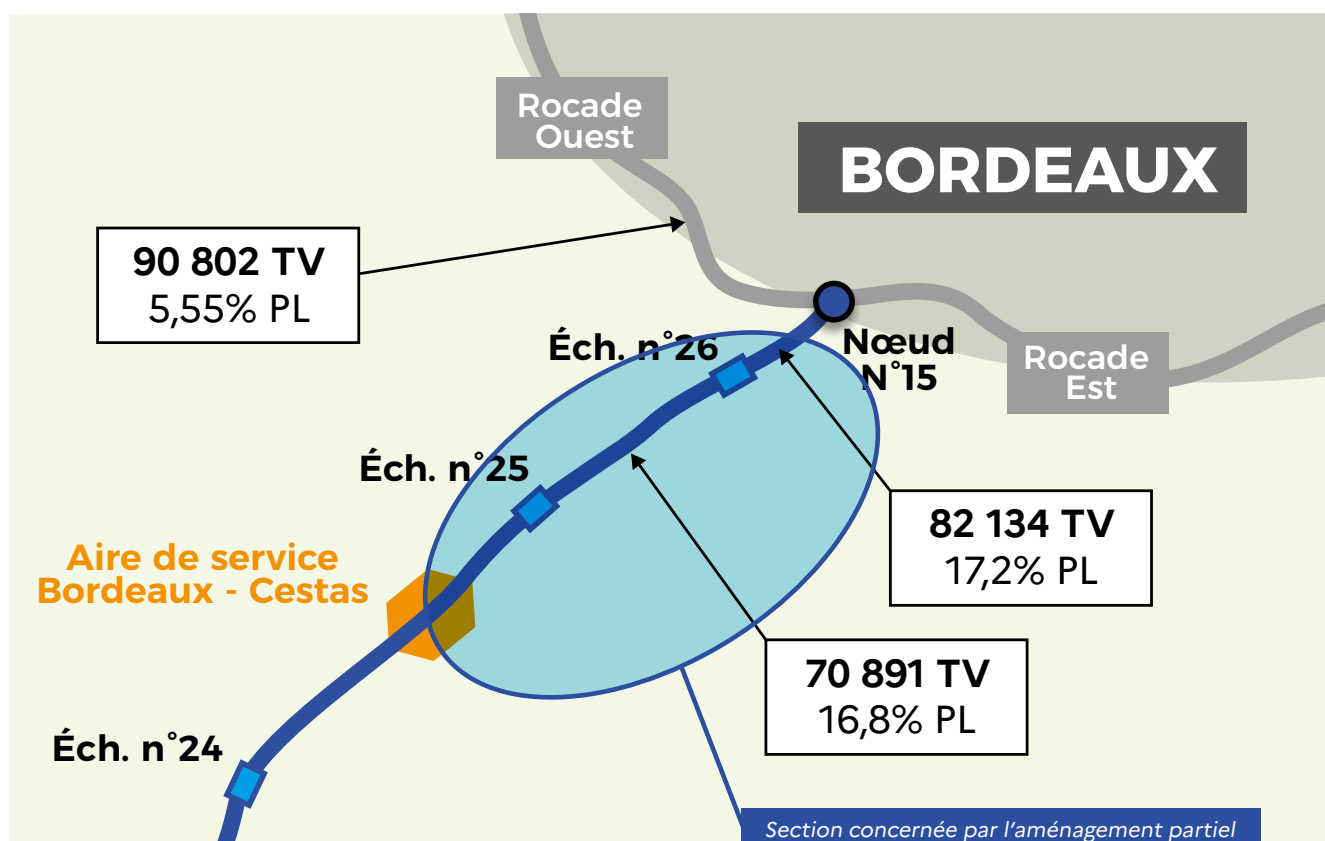 Rocade
Ouest
BORDEAUX
90 802 TV
5,55% PL
Éch. n°26
Nœud
N°15
Rocade
Est
Éch. n°25
82 134 TV
17,2% PL
Aire de service
Bordeaux - Cestas
70 891 TV
16,8% PL
Éch. n°24
Section concernée par l'aménagement partiel